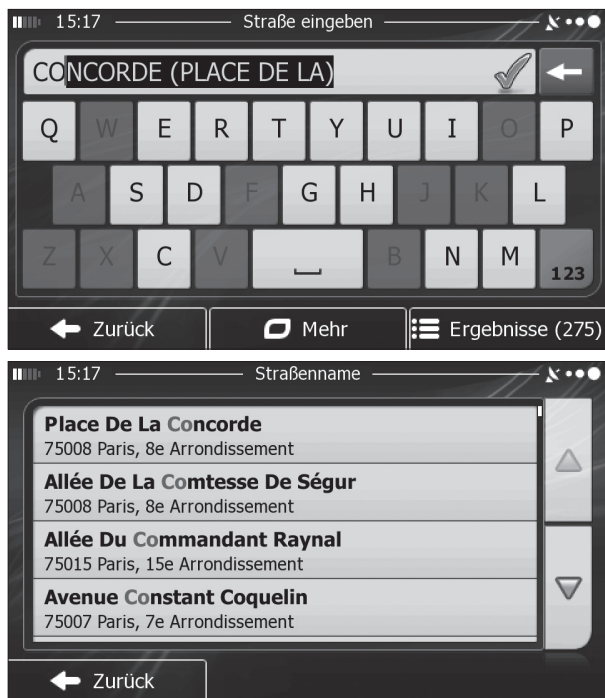 15:17 Straße eingeben
CONCORDE (PLACE DE LA)
Q W E R T Y U I O P
A S D F G H J K L
Z X C V B N M 123
Zurück Mehr Ergebnisse (275)
15:17 Straßenname
Place De La Concorde
75008 Paris, 8e Arrondissement
Allée De La Comtesse De Ségur
75008 Paris, 8e Arrondissement
Allée Du Commandant Raynal
75015 Paris, 15e Arrondissement
Avenue Constant Coquelin
75007 Paris, 7e Arrondissement
Zurück